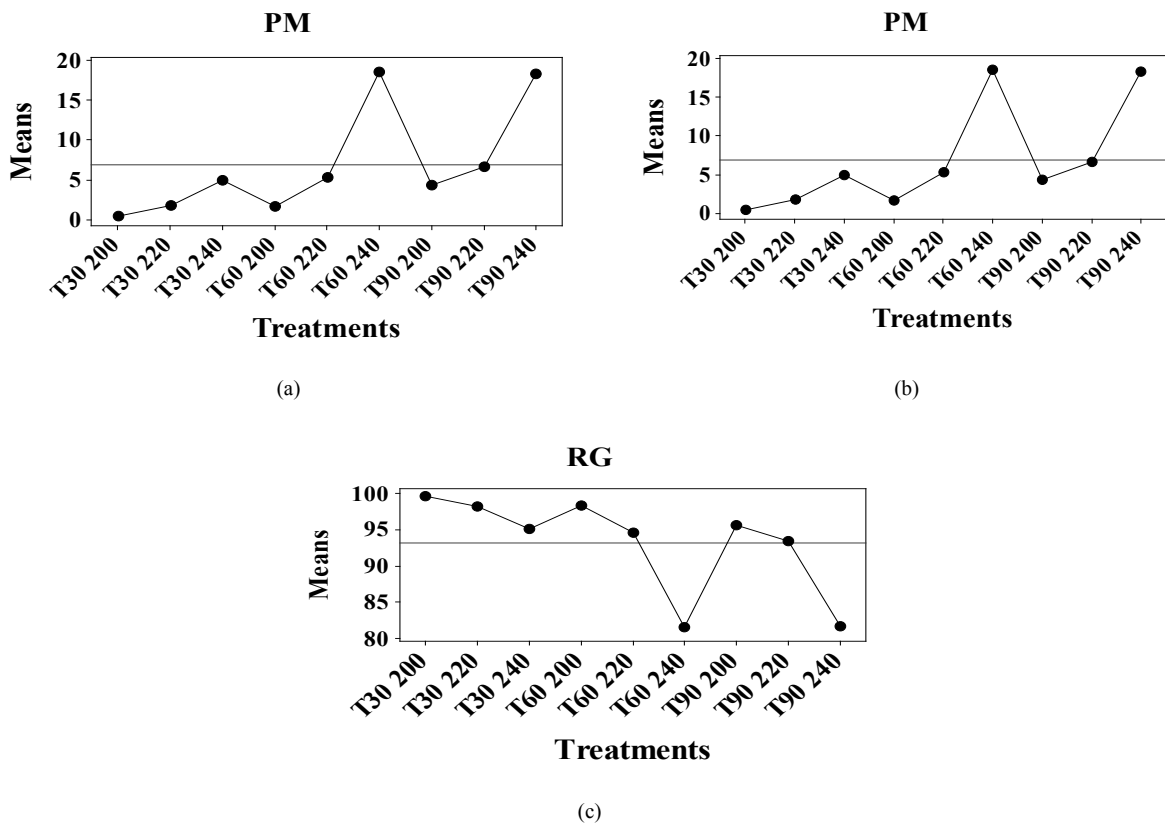 PM
Means
20
15
10
5
0
T30 200
T30 220
T30 240
T60 200
T60 220
T60 240
T90 200
T90 220
T90 240
Treatments
(a)
PM
Means
20
15
10
5
0
T30 200
T30 220
T30 240
T60 200
T60 220
T60 240
T90 200
T90 220
T90 240
Treatments
(b)
RG
Means
100
95
90
85
80
T30 200
T30 220
T30 240
T60 200
T60 220
T60 240
T90 200
T90 220
T90 240
Treatments
(c)